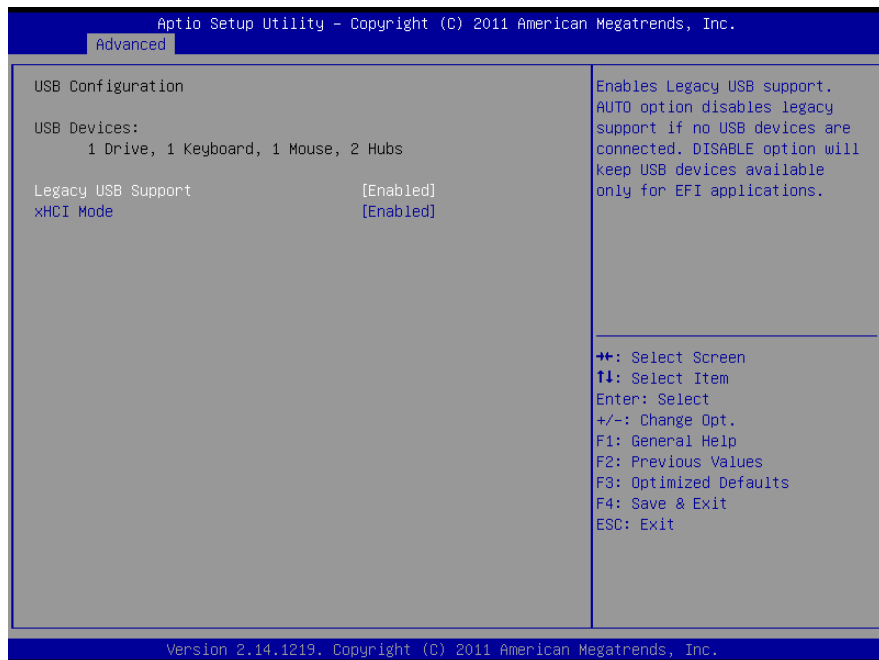 Aptio Setup Utility – Copyright (C) 2011 American Megatrends, Inc.
Advanced
USB Configuration
USB Devices:
1 Drive, 1 Keyboard, 1 Mouse, 2 Hubs
Legacy USB Support [Enabled]
xHCI Mode [Enabled]
Enables Legacy USB support.
AUTO option disables legacy
support if no USB devices are
connected. DISABLE option will
keep USB devices available
only for EFI applications.
→←: Select Screen
↑↓: Select Item
Enter: Select
+/-: Change Opt.
F1: General Help
F2: Previous Values
F3: Optimized Defaults
F4: Save & Exit
ESC: Exit
Version 2.14.1219. Copyright (C) 2011 American Megatrends, Inc.